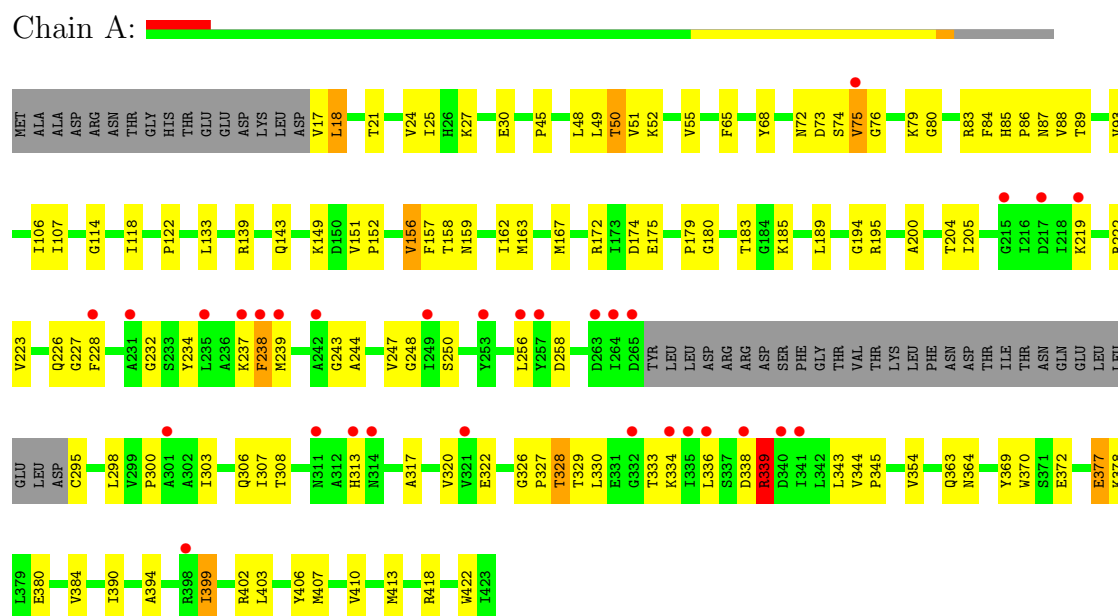 Chain A:
MET ALA ALA ASP ARG ASN THR GLY HIS THR GLU GLU ASP LYS LEU ASP V17 L18 T21 V24 I25 H26 K27 E30 P45 L48 L49 T50 V51 K52 V55 F65 Y68 N72 D73 S74 V75 G76 K79 G80 R83 F84 H85 P86 N87 V88 T89
I106 I107 G114 I118 P122 L133 R139 Q143 K149 D150 V151 P152 V156 F157 T158 N159 I162 M163 M167 R172 I173 D174 E175 P179 G180 T183 G184 K185 L189 G194 R195 A200 T204 I205 G215 I216 D217 I218 K219
V223 Q226 G227 F228 A231 G232 S233 Y234 L235 A236 K237 F238 M239 A242 G243 A244 V247 G248 I249 S250 Y253 L256 Y257 D258 D263 I264 D265 TYR LEU LEU ASP ARG ARG ASP SER PHE GLY THR VAL THR LYS LEU PHE ASN ASP THR ILE THR ASN GLN GLU LEU LEU
GLU LEU ASP C295 L298 V299 P300 A301 A302 I303 Q306 I307 T308 N311 A312 H313 N314 A317 V320 V321 E322 G326 P327 T328 T329 L330 E331 G332 T333 K334 I335 L336 S337 D338 R339 D340 I341 L342 L343 V344 P345 V354 Q363 N364 Y369 W370 S371 E372 E377 K378
L379 E380 V384 I390 A394 R398 I399 R402 L403 Y406 M407 V410 M413 R418 W422 I423